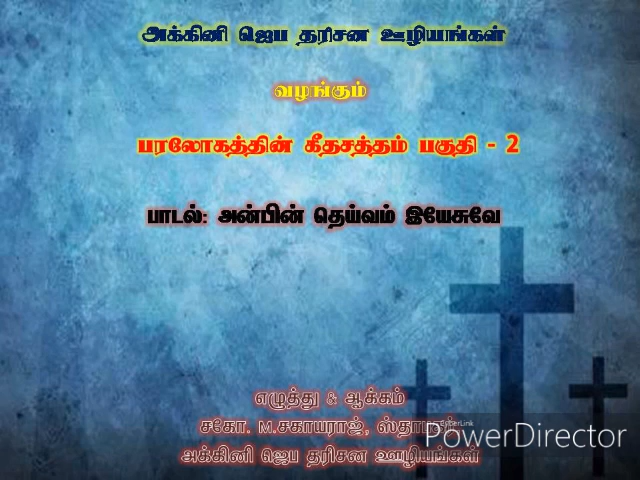 அக்கினி ஜெப தரிசன ஊழியங்கள்
வழங்கும்
பரலோகத்தின் கீதசத்தம் பகுதி - 2
பாடல்: அன்பின் தெய்வம் இயேசுவே
எழுத்து & ஆக்கம்
சகோ. M.சகாயராஜ்,
CyberLink
PowerDirector
அக்கினி ஜெப தரிசன ஊழியங்கள்